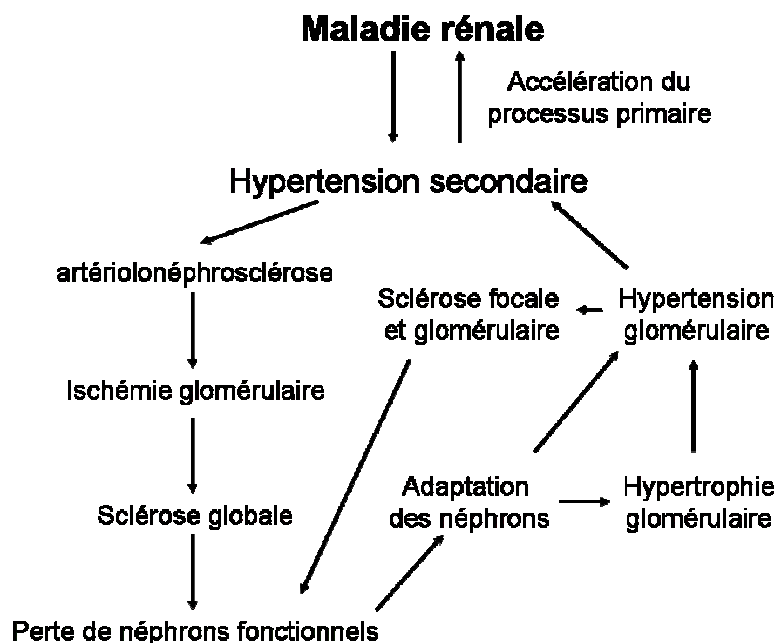 Maladie rénale
Accélération du
processus primaire
Hypertension secondaire
artériolonéphrosclérose
Sclérose focale
et glomérulaire
Hypertension
glomérulaire
Ischémie glomérulaire
Adaptation
des néphrons
Hypertrophie
glomérulaire
Sclérose globale
Perte de néphrons fonctionnels